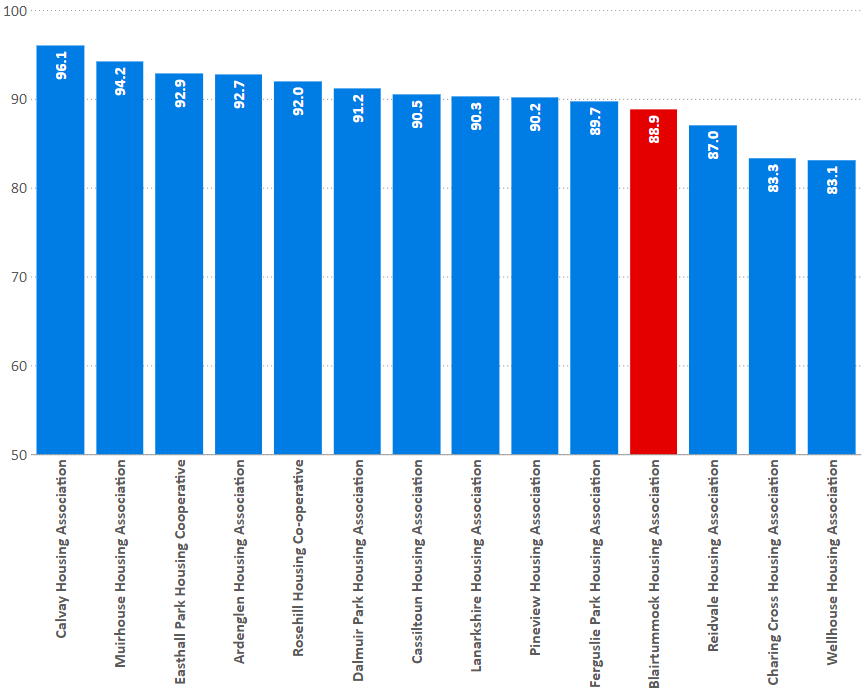 100
90
80
70
60
50
96.1
94.2
92.9
92.7
92.0
91.2
90.5
90.3
90.2
89.7
88.9
87.0
83.3
83.1
Calvay Housing Association
Muirhouse Housing Association
Easthall Park Housing Cooperative
Ardenglen Housing Association
Rosehill Housing Co-operative
Dalmuir Park Housing Association
Cassiltoun Housing Association
Lanarkshire Housing Association
Pineview Housing Association
Ferguslie Park Housing Association
Blairtummock Housing Association
Reidvale Housing Association
Charing Cross Housing Association
Wellhouse Housing Association